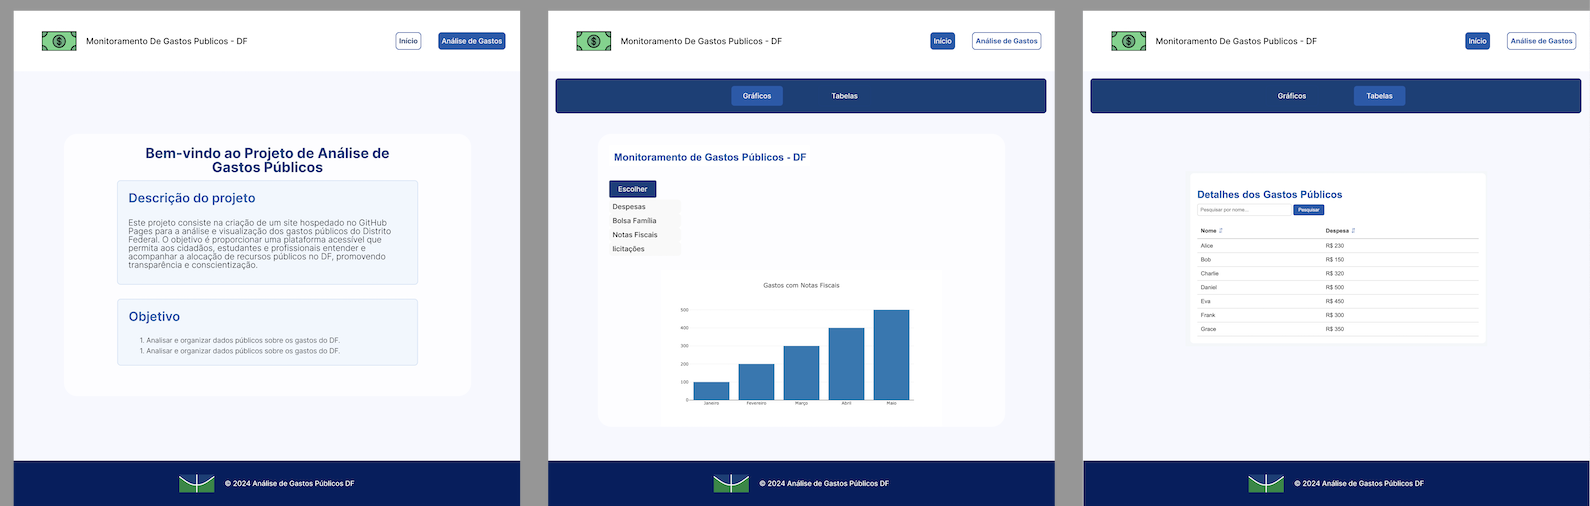 Monitoramento De Gastos Publicos - DF
Início
Análise de Gastos
Bem-vindo ao Projeto de Análise de
Gastos Públicos
Descrição do projeto
Este projeto consiste na criação de um site hospedado no GitHub
Pages para a análise e visualização dos gastos públicos do Distrito
Federal. O objetivo é proporcionar uma plataforma acessível que
permita aos cidadãos, estudantes e profissionais entender e
acompanhar a alocação de recursos públicos no DF, promovendo
transparência e conscientização.
Objetivo
1. Analisar e organizar dados públicos sobre os gastos do DF.
1. Analisar e organizar dados públicos sobre os gastos do DF.
© 2024 Análise de Gastos Públicos DF
Monitoramento De Gastos Publicos - DF
Início
Análise de Gastos
Gráficos
Tabelas
Monitoramento de Gastos Públicos - DF
Escolher
Despesas
Bolsa Família
Notas Fiscais
licitações
Gastos com Notas Fiscais
500
400
300
200
100
0
Janeiro Fevereiro Março Abril Maio
© 2024 Análise de Gastos Públicos DF
Monitoramento De Gastos Publicos - DF
Início
Análise de Gastos
Gráficos
Tabelas
Detalhes dos Gastos Públicos
Pesquisar por nome...
Pesquisar
Nome Despesa
Alice R$ 230
Bob R$ 150
Charlie R$ 320
Daniel R$ 500
Eva R$ 450
Frank R$ 300
Grace R$ 350
© 2024 Análise de Gastos Públicos DF